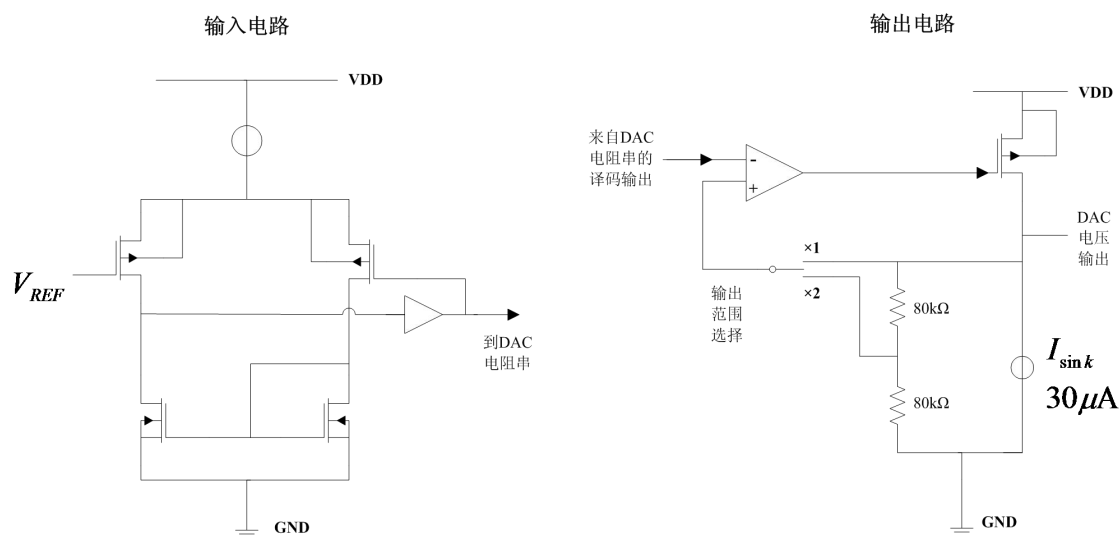 输入电路
VDD
V_REF
到DAC
电阻串
GND
输出电路
VDD
来自DAC
电阻串的
译码输出
-
+
DAC
电压
输出
×1
×2
输出
范围
选择
80kΩ
80kΩ
I_sink
30μA
GND